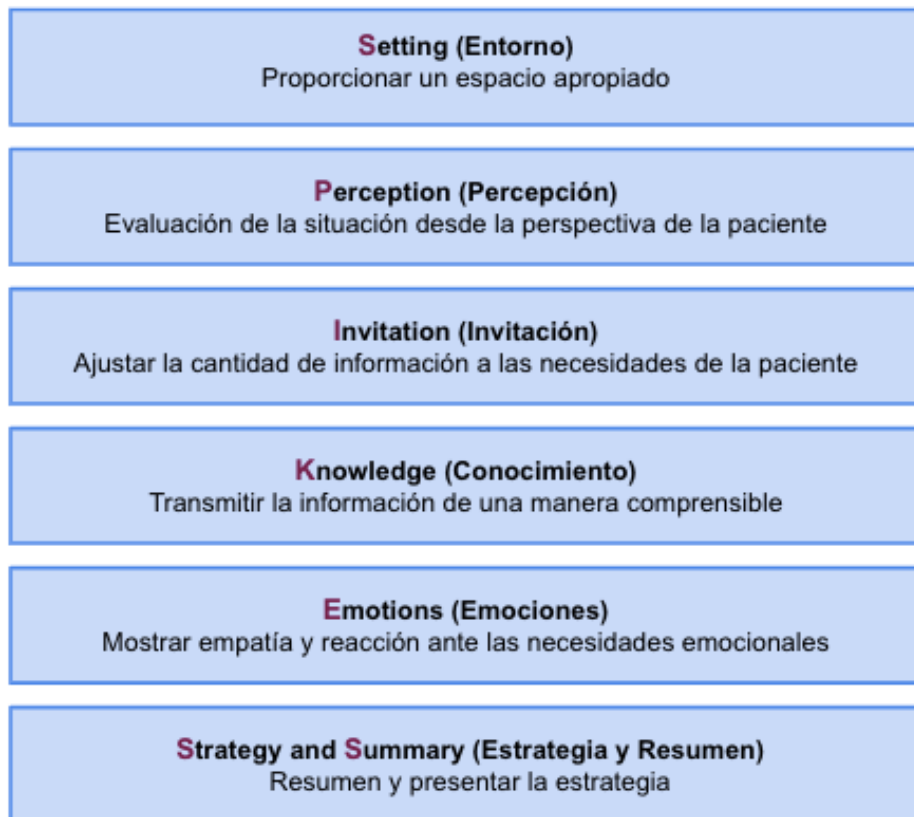 Setting (Entorno)
Proporcionar un espacio apropiado
Perception (Percepción)
Evaluación de la situación desde la perspectiva de la paciente
Invitation (Invitación)
Ajustar la cantidad de información a las necesidades de la paciente
Knowledge (Conocimiento)
Transmitir la información de una manera comprensible
Emotions (Emociones)
Mostrar empatía y reacción ante las necesidades emocionales
Strategy and Summary (Estrategia y Resumen)
Resumen y presentar la estrategia